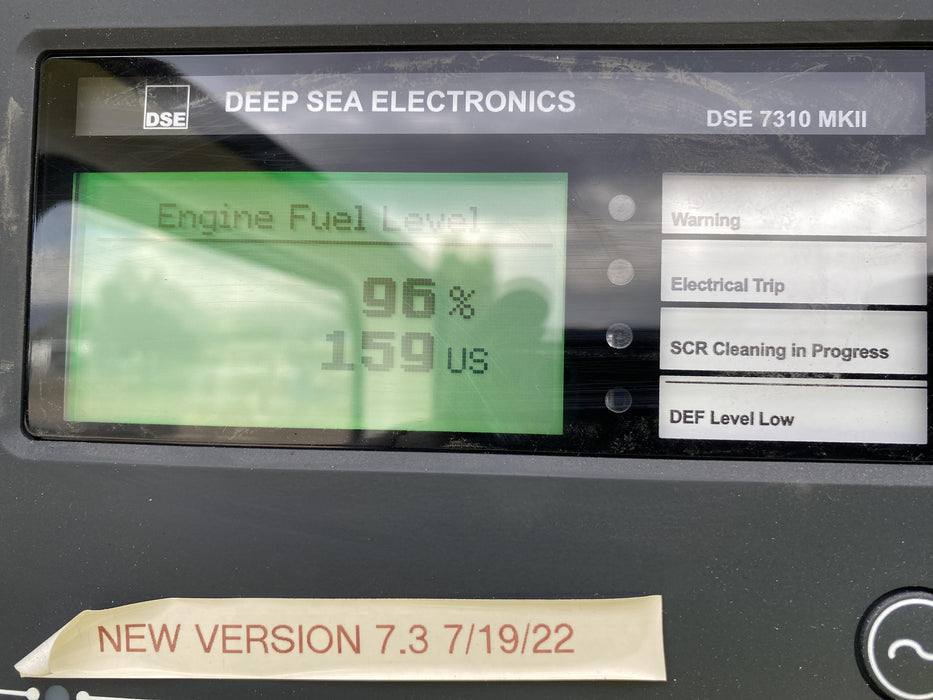 DSE
DEEP SEA ELECTRONICS
DSE 7310 MKII
Engine Fuel Level
96 %
159 US
Warning
Electrical Trip
SCR Cleaning in Progress
DEF Level Low
NEW VERSION 7.3 7/19/22